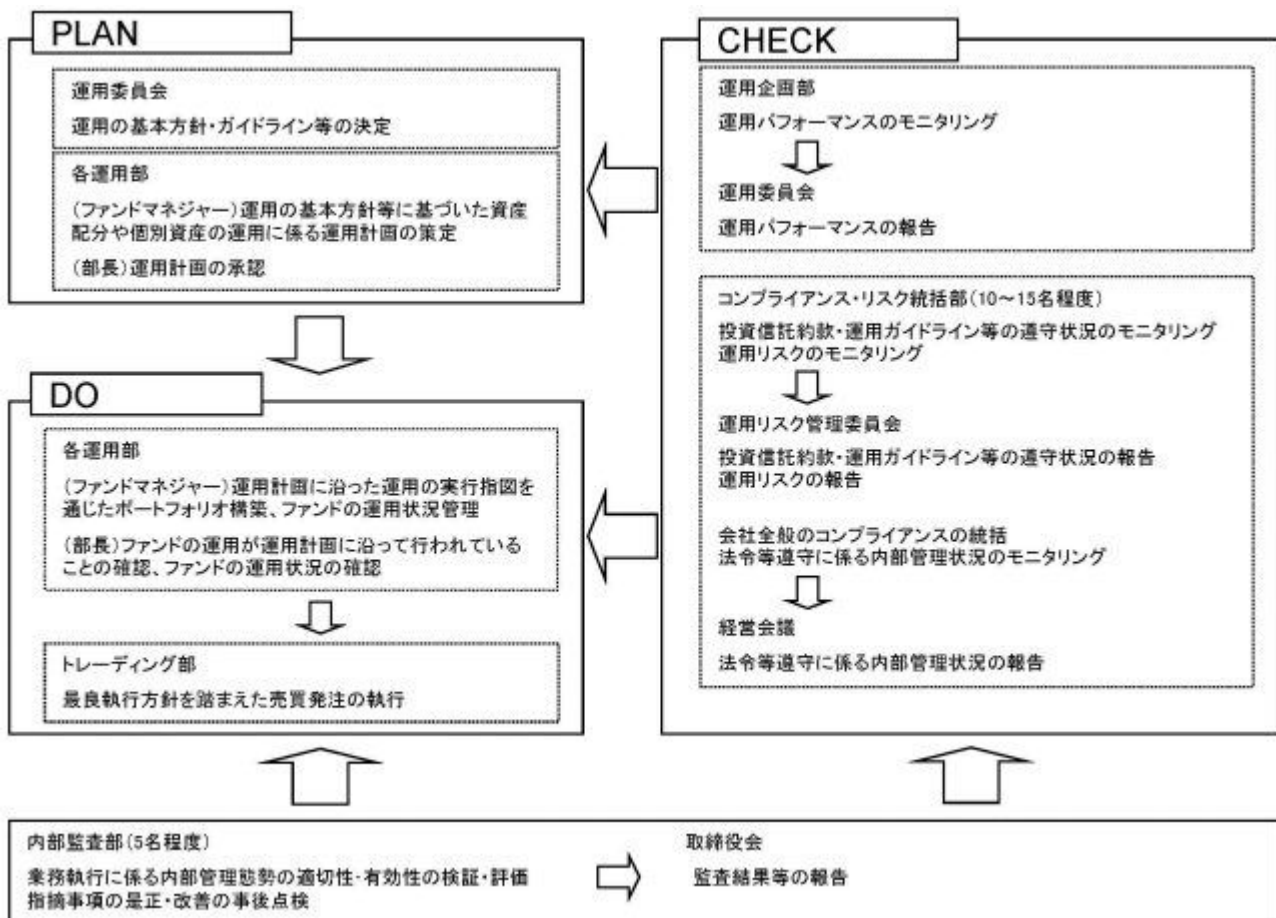 PLAN
運用委員会
運用の基本方針・ガイドライン等の決定
各運用部
(ファンドマネジャー)運用の基本方針等に基づいた資産
配分や個別資産の運用に係る運用計画の策定
(部長)運用計画の承認
DO
各運用部
(ファンドマネジャー)運用計画に沿った運用の実行指図を
通じたポートフォリオ構築、ファンドの運用状況管理
(部長)ファンドの運用が運用計画に沿って行われている
ことの確認、ファンドの運用状況の確認
トレーディング部
最良執行方針を踏まえた売買発注の執行
CHECK
運用企画部
運用パフォーマンスのモニタリング
運用委員会
運用パフォーマンスの報告
コンプライアンス・リスク統括部(10～15名程度)
投資信託約款・運用ガイドライン等の遵守状況のモニタリング
運用リスクのモニタリング
運用リスク管理委員会
投資信託約款・運用ガイドライン等の遵守状況の報告
運用リスクの報告
会社全般のコンプライアンスの統括
法令等遵守に係る内部管理状況のモニタリング
経営会議
法令等遵守に係る内部管理状況の報告
内部監査部(5名程度)
業務執行に係る内部管理態勢の適切性・有効性の検証・評価
指摘事項の是正・改善の事後点検
取締役会
監査結果等の報告